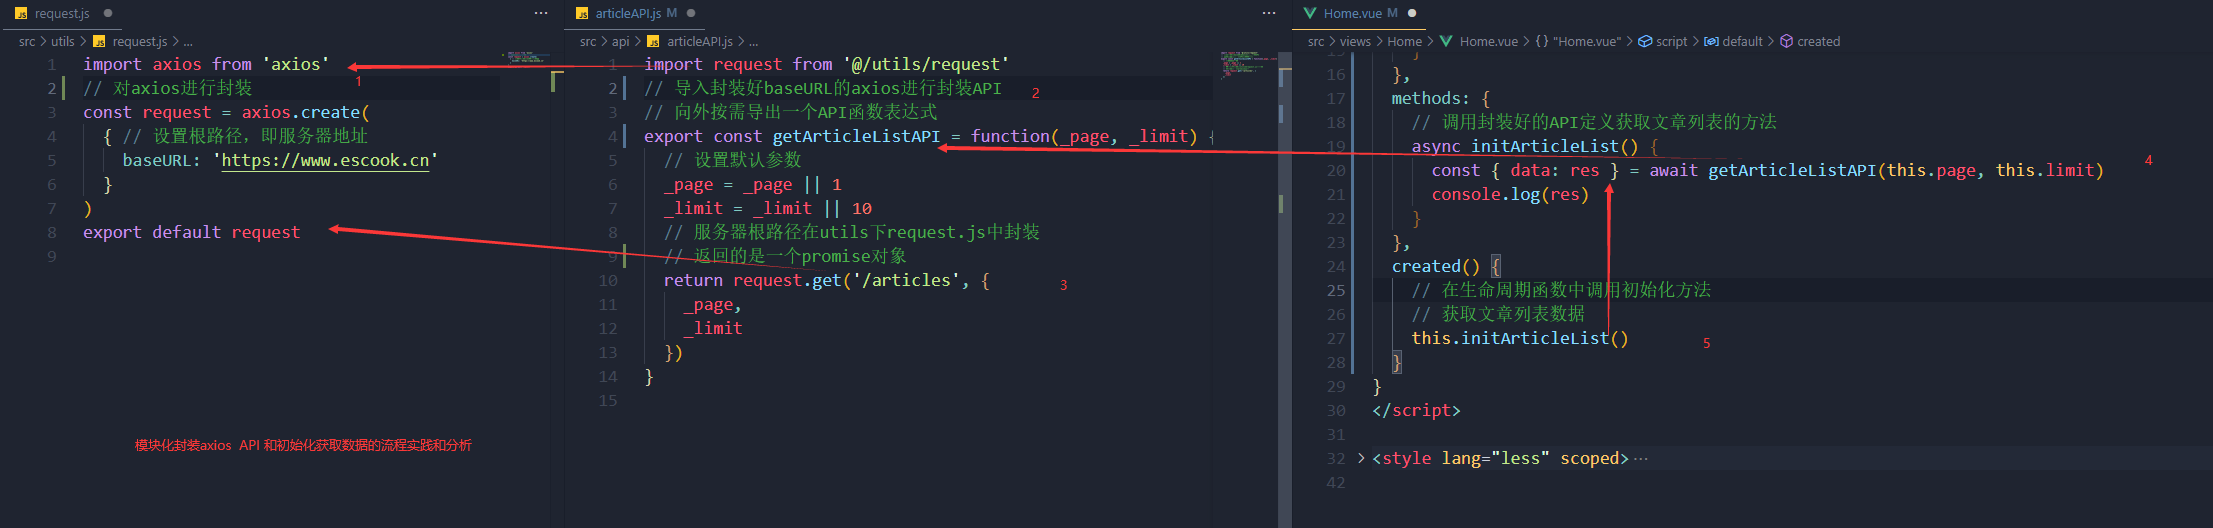 JS request.js ● ...
src > utils > JS request.js > ...
1 import axios from 'axios'
1
2 // 对axios进行封装
3 const request = axios.create(
4 { // 设置根路径，即服务器地址
5 baseURL: 'https://www.escook.cn'
6 }
7 )
8 export default request
9
模块化封装axios API 和初始化获取数据的流程实践和分析
JS articleAPI.js M ● ...
src > api > JS articleAPI.js > ...
1 import request from '@/utils/request'
2 // 导入封装好baseURL的axios进行封装API
2
3 // 向外按需导出一个API函数表达式
4 export const getArticleListAPI = function(_page, _limit) {
5 // 设置默认参数
6 _page = _page || 1
7 _limit = _limit || 10
8 // 服务器根路径在utils下request.js中封装
9 // 返回的是一个promise对象
10 return request.get('/articles', {
3
11 _page,
12 _limit
13 })
14 }
15
Home.vue M ●
src > views > Home > Home.vue > {} "Home.vue" > script > default > created
15 }
16 },
17 methods: {
18 // 调用封装好的API定义获取文章列表的方法
19 async initArticleList() {
4
20 const { data: res } = await getArticleListAPI(this.page, this.limit)
21 console.log(res)
22 }
23 },
24 created() {
25 // 在生命周期函数中调用初始化方法
26 // 获取文章列表数据
27 this.initArticleList()
5
28 }
29 }
30 </script>
31
32 > <style lang="less" scoped>...
42